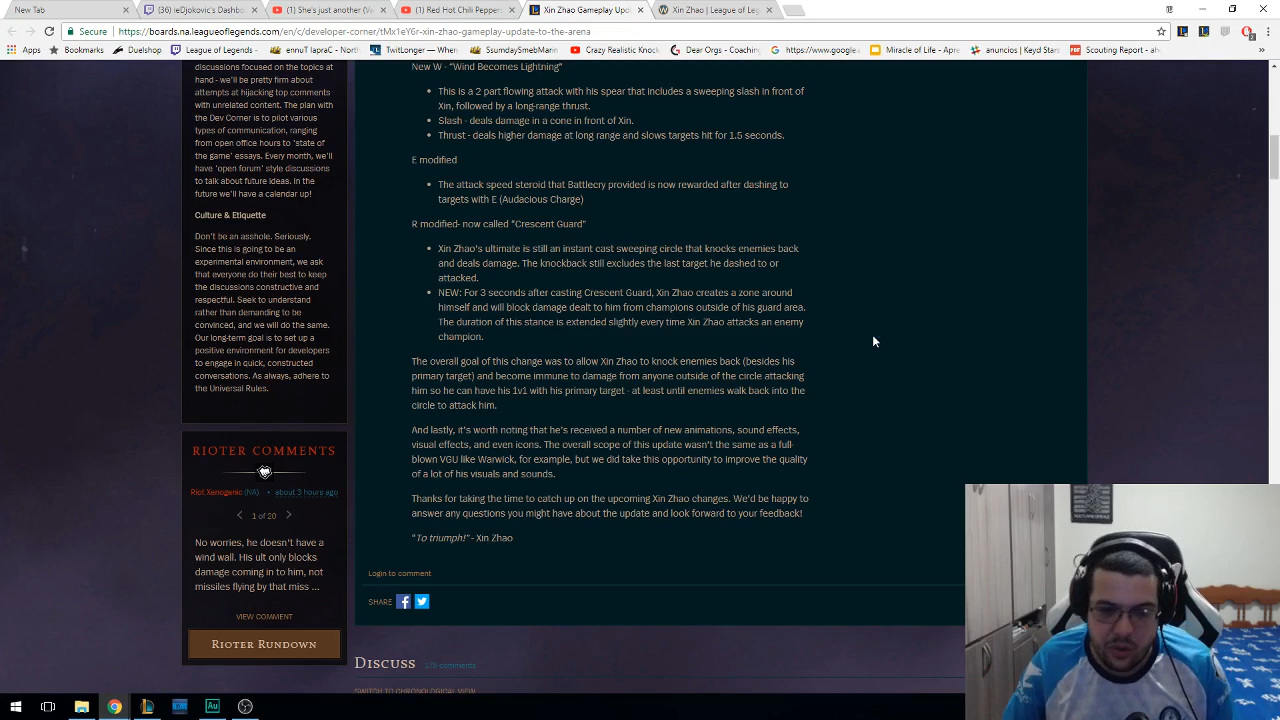 New Tab
(36) ieDjokovic's Dashbo
She's just another (W
Red Hot Chili Peppers
Xin Zhao Gameplay Upda
Xin Zhao | League of Leg
Secure
https://boards.na.leagueoflegends.com/en/c/developer-corner/tMx1eY6r-xin-zhao-gameplay-update-to-the-arena
Bookmarks
Duelshop
ennuT IapraC - North
TwitLonger — When
SsumdaySymebMarin
Crazy Realistic Knock
Dear Orgs - Account
https://www.google
Miracle of Life - Apre
anuncios | Keyd Stars
Scouting Report - ch
discussions focused on the topics at
hand - we'll be pretty firm about
attempts at hijacking top comments
with unrelated content. The plan with
the Dev Corner is to pilot various
types of communication, ranging
from open office hours to 'state of
the game' essays. Every month, we'll
have 'open forum' style discussions
to talk about future ideas. In the
future we'll have a calendar up!
Culture & Etiquette
Don't be an asshole. Seriously.
Since this is going to be an
experimental environment, we ask
that everyone do their best to keep
the discussions constructive and
respectful. Seek to understand
rather than demanding to be
convinced, and we will do the same.
Our long-term goal is to set up a
positive environment for developers
to engage in quick, constructed
conversations. As always, adhere to
the Universal Rules.
RIOTER COMMENTS
Riot Xenogenic (NA) • about 3 hours ago
1 of 20
No worries, he doesn't have a
wind wall. His ult only blocks
damage coming in to him, not
missiles flying by that miss ...
VIEW COMMENT
RIOTER RUNDOWN
New W - "Wind Becomes Lightning"
• This is a 2 part flowing attack with his spear that includes a sweeping slash in front of
Xin, followed by a long-range thrust.
• Slash - deals damage in a cone in front of Xin.
• Thrust - deals higher damage at long range and slows targets hit for 1.5 seconds.
E modified
• The attack speed steroid that Battlecry provided is now rewarded after dashing to
targets with E (Audacious Charge)
R modified- now called "Crescent Guard"
• Xin Zhao's ultimate is still an instant cast sweeping circle that knocks enemies back
and deals damage. The knockback still excludes the last target he dashed to or
attacked.
• NEW: For 3 seconds after casting Crescent Guard, Xin Zhao creates a zone around
himself and will block damage dealt to him from champions outside of his guard area.
The duration of this stance is extended slightly every time Xin Zhao attacks an enemy
champion.
The overall goal of this change was to allow Xin Zhao to knock enemies back (besides his
primary target) and become immune to damage from anyone outside of the circle attacking
him so he can have his 1v1 with his primary target - at least until enemies walk back into the
circle to attack him.
And lastly, it's worth noting that he's received a number of new animations, sound effects,
visual effects, and even icons. The overall scope of this update wasn't the same as a full-
blown VGU like Warwick, for example, but we did take this opportunity to improve the quality
of a lot of his visuals and sounds.
Thanks for taking the time to catch up on the upcoming Xin Zhao changes. We'd be happy to
answer any questions you might have about the update and look forward to your feedback!
"To triumph!" - Xin Zhao
Login to comment
SHARE
DISCUSS
SWITCH TO CHRONOLOGICAL VIEW